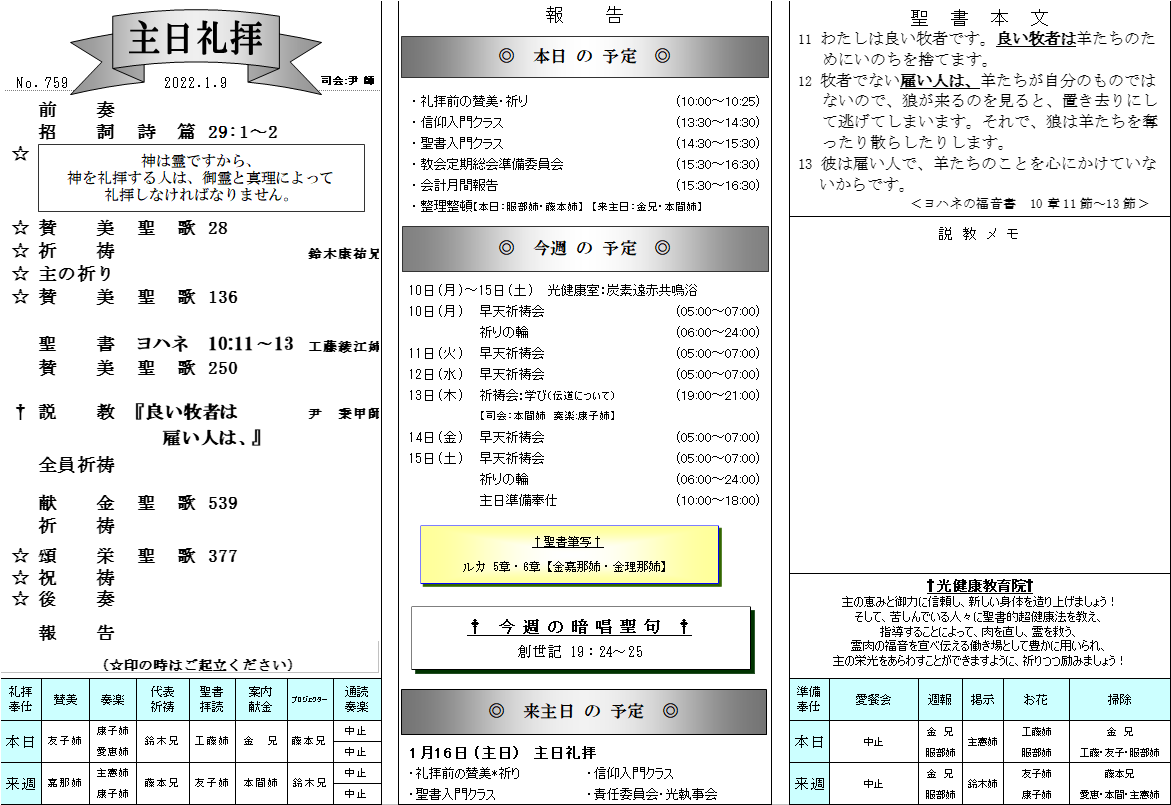 主日礼拝
No. 759 2022.1.9 司会:尹 師
前 奏
招 詞 詩 篇 29:1～2
☆
神は霊ですから、
神を礼拝する人は、御霊と真理によって
礼拝しなければなりません。
☆ 賛 美 聖 歌 28
☆ 祈 祷 鈴木康祐兄
☆ 主の祈り
☆ 賛 美 聖 歌 136
聖 書 ヨハネ 10:11～13 工藤綾江姉
賛 美 聖 歌 250
† 説 教 『良い牧者は 尹 秉甲師
雇い人は、』
全員祈祷
献 金 聖 歌 539
祈 祷
☆ 頌 栄 聖 歌 377
☆ 祝 祷
☆ 後 奏
報 告
(☆印の時はご起立ください)
礼拝奉仕 賛美 奏楽 代表祈祷 聖書拝読 案内献金 プロジェクター 通読奏楽
本日 友子姉 康子姉 愛恵姉 鈴木兄 工藤姉 金 兄 藤本兄 中止 中止
来週 嘉那姉 主憲姉 康子姉 藤本兄 友子姉 本間姉 鈴木兄 中止 中止
報 告
◎ 本日 の 予定 ◎
・礼拝前の賛美・祈り (10:00～10:25)
・信仰入門クラス (13:30～14:30)
・聖書入門クラス (14:30～15:30)
・教会定期総会準備委員会 (15:30～16:30)
・会計月間報告 (15:30～16:30)
・整理整頓【本日:服部姉・藤本姉】 【来主日:金兄・本間姉】
◎ 今週 の 予定 ◎
10日(月)～15日(土) 光健康室:炭素遠赤共鳴浴
10日(月) 早天祈祷会 (05:00～07:00)
祈りの輪 (06:00～24:00)
11日(火) 早天祈祷会 (05:00～07:00)
12日(水) 早天祈祷会 (05:00～07:00)
13日(木) 祈祷会:学び(伝道について) (19:00～21:00)
【司会:本間姉 奏楽:康子姉】
14日(金) 早天祈祷会 (05:00～07:00)
15日(土) 早天祈祷会 (05:00～07:00)
祈りの輪 (06:00～24:00)
主日準備奉仕 (10:00～18:00)
†聖書筆写†
ルカ 5章・6章【金嘉那姉・金理那姉】
† 今 週 の 暗 唱 聖 句 †
創世記 19:24～25
◎ 来主日 の 予定 ◎
1月16日(主日) 主日礼拝
・礼拝前の賛美*祈り ・信仰入門クラス
・聖書入門クラス ・責任委員会・光執事会
聖 書 本 文
11 わたしは良い牧者です。良い牧者は羊たちのた
めにいのちを捨てます。
12 牧者でない雇い人は、羊たちが自分のものでは
ないので、狼が来るのを見ると、置き去りにし
て逃げてしまいます。それで、狼は羊たちを奪
ったり散らしたりします。
13 彼は雇い人で、羊たちのことを心にかけていな
いからです。
＜ヨハネの福音書 10章11節～13節＞
説 教 メ モ
†光健康教育院†
主の恵みと御力に信頼し、新しい身体を造り上げましょう!
そして、苦しんでいる人々に聖書的超健康法を教え、
指導することによって、肉を直し、霊を救う、
霊肉の福音を宣べ伝える働き場として豊かに用いられ、
主の栄光をあらわすことができますように、祈りつつ励みましょう!
準備奉仕 愛餐会 週報 掲示 お花 掃除
本日 中止 金 兄 服部姉 主憲姉 工藤姉 服部姉 金 兄 工藤・友子・服部姉
来週 中止 金 兄 服部姉 鈴木姉 友子姉 康子姉 藤本兄 愛恵・本間・主憲姉